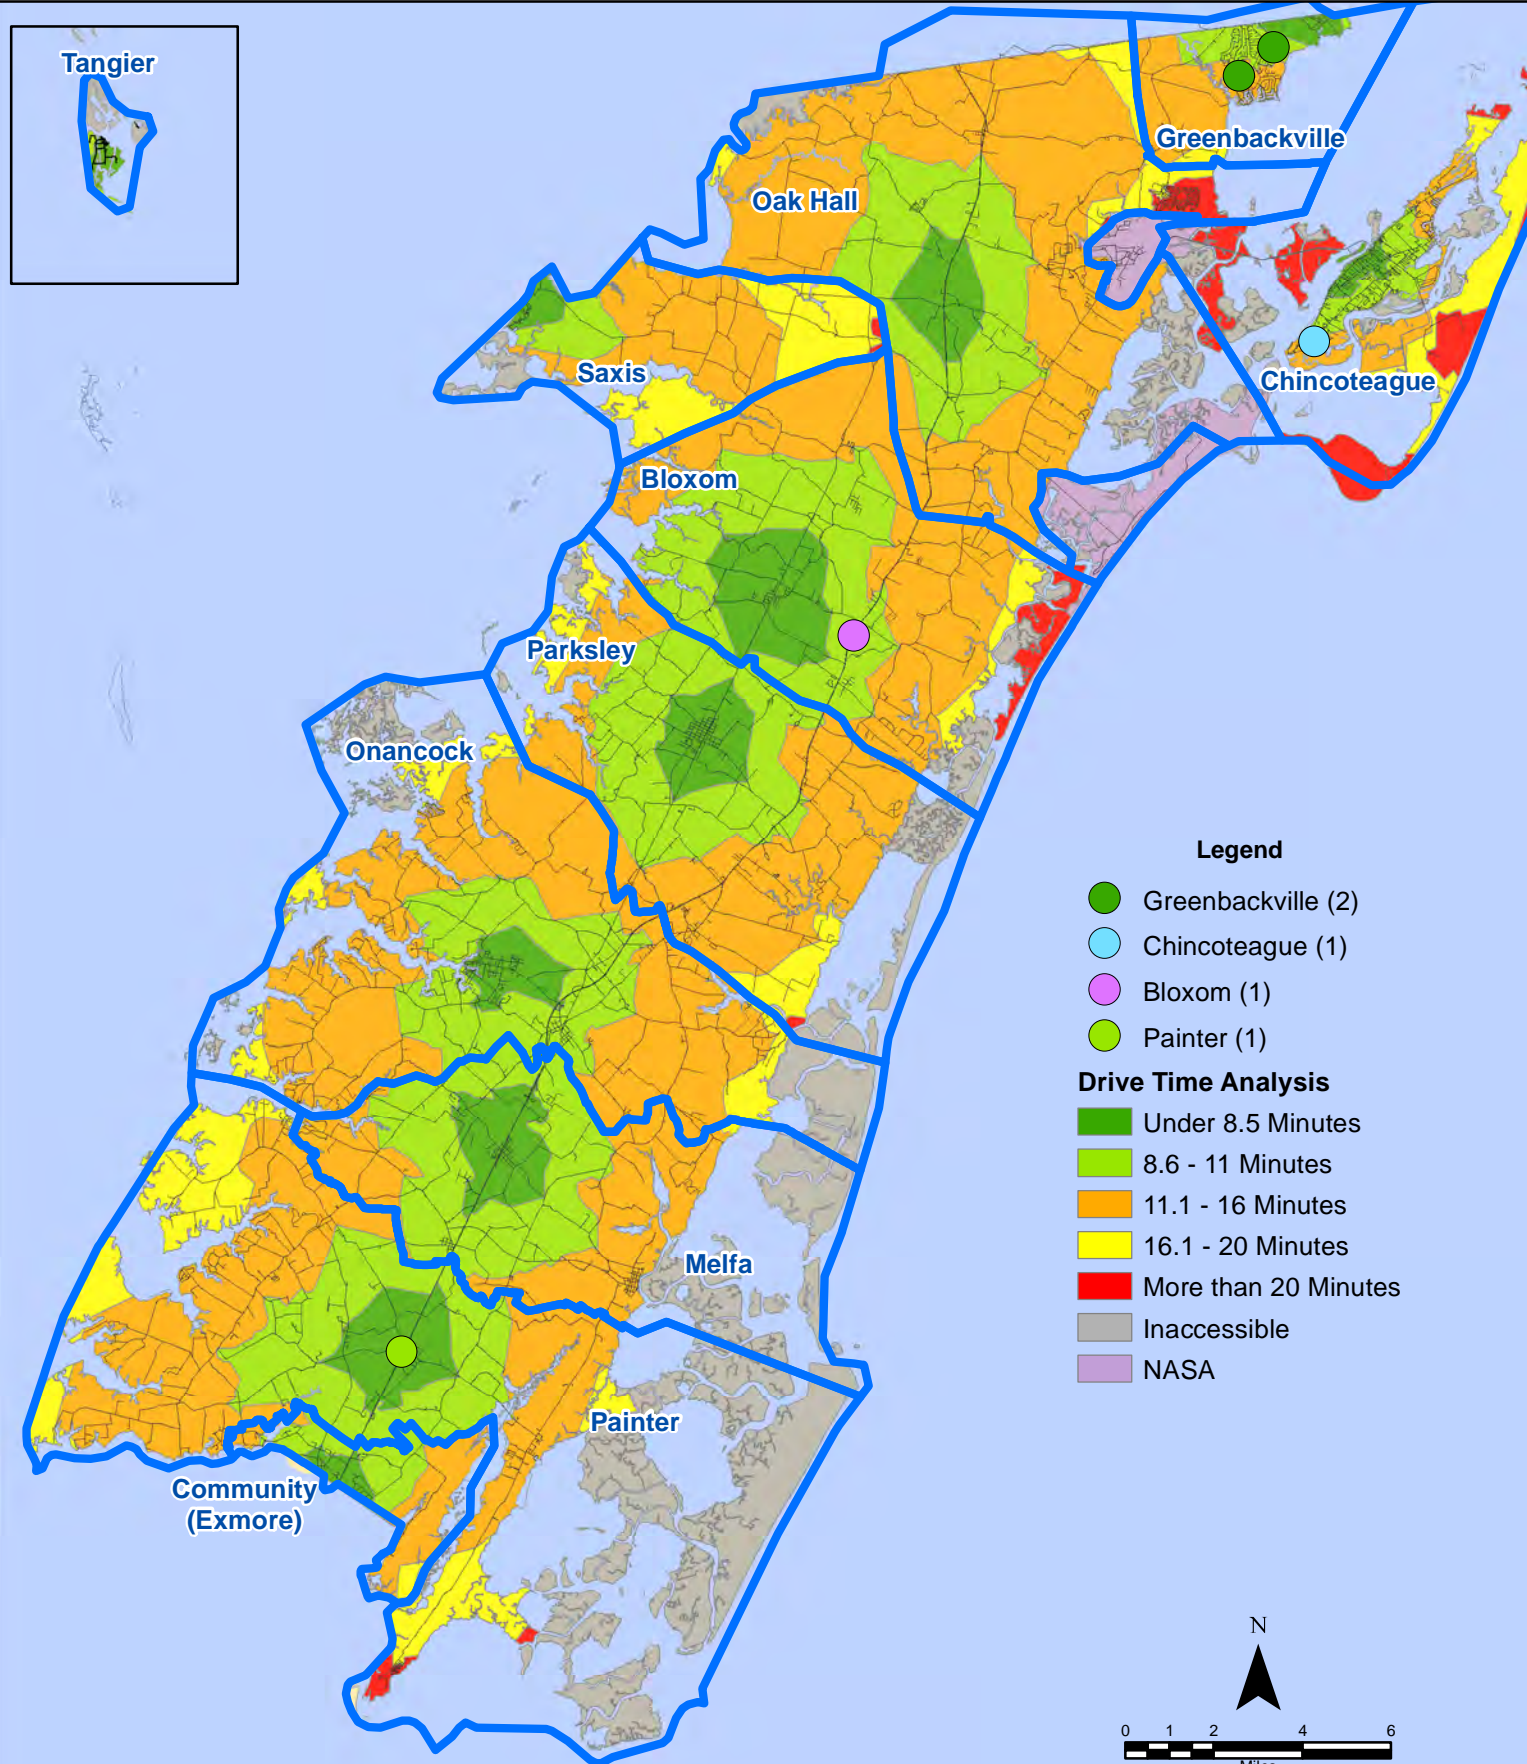 Tangier
Greenbackville
Oak Hall
Saxis
Chincoteague
Bloxom
Parksley
Onancock
Legend
Greenbackville (2)
Chincoteague (1)
Bloxom (1)
Painter (1)
Drive Time Analysis
Under 8.5 Minutes
8.6 - 11 Minutes
11.1 - 16 Minutes
16.1 - 20 Minutes
More than 20 Minutes
Inaccessible
NASA
Melfa
Painter
Community
(Exmore)
N
0 1 2 4 6
Miles